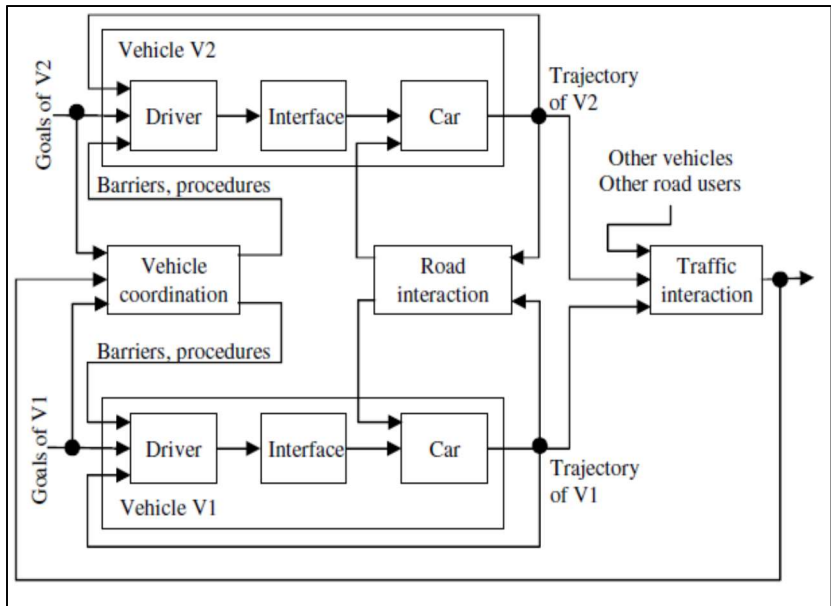 Vehicle V2
Goals of V2
Driver
Interface
Car
Trajectory
of V2
Other vehicles
Other road users
Barriers, procedures
Vehicle
coordination
Road
interaction
Traffic
interaction
Barriers, procedures
Goals of V1
Driver
Interface
Car
Trajectory
of V1
Vehicle V1